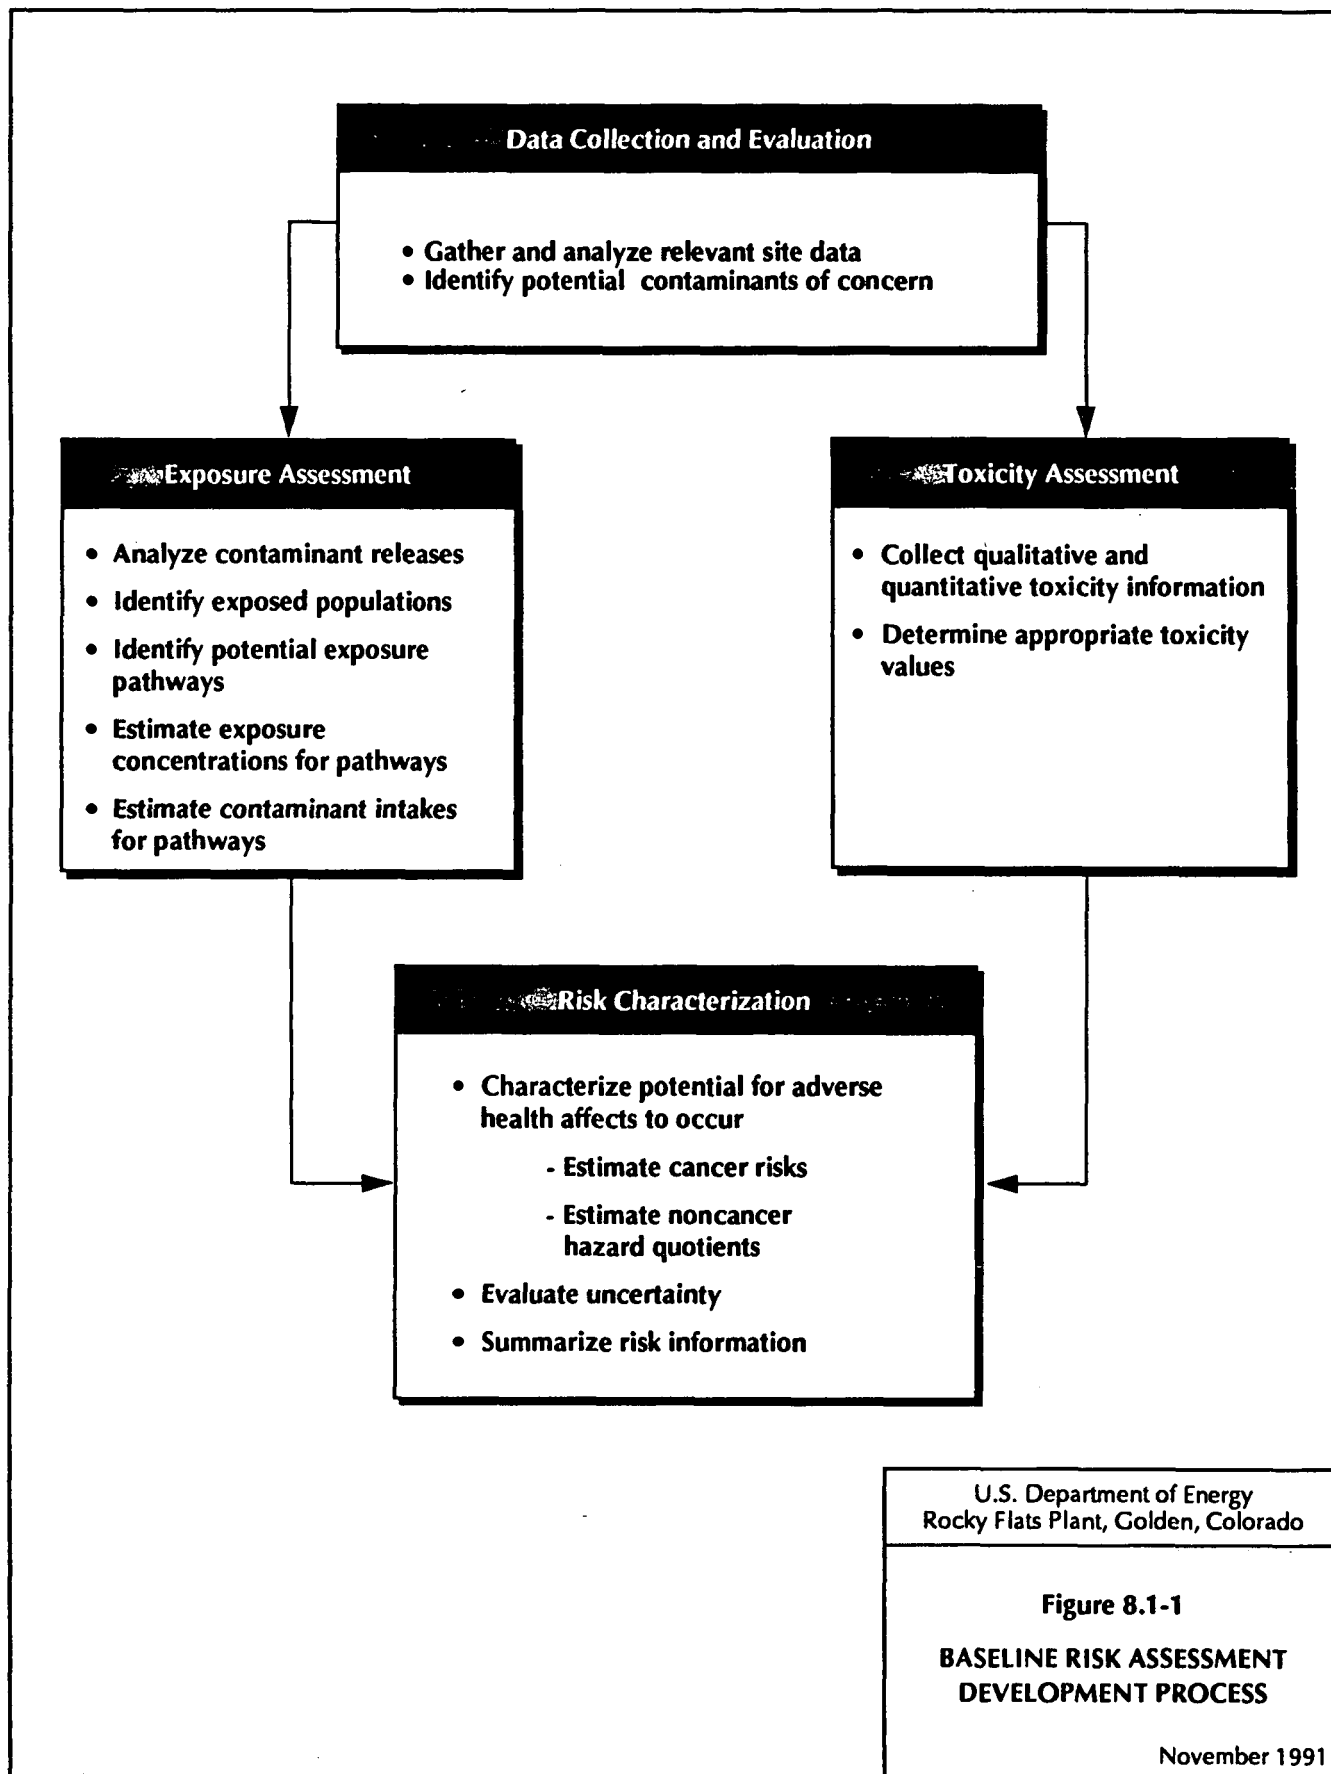 Data Collection and Evaluation
• Gather and analyze relevant site data
• Identify potential contaminants of concern
Exposure Assessment
• Analyze contaminant releases
• Identify exposed populations
• Identify potential exposure
pathways
• Estimate exposure
concentrations for pathways
• Estimate contaminant intakes
for pathways
Toxicity Assessment
• Collect qualitative and
quantitative toxicity information
• Determine appropriate toxicity
values
Risk Characterization
• Characterize potential for adverse
health affects to occur
- Estimate cancer risks
- Estimate noncancer
hazard quotients
• Evaluate uncertainty
• Summarize risk information
U.S. Department of Energy
Rocky Flats Plant, Golden, Colorado
Figure 8.1-1
BASELINE RISK ASSESSMENT
DEVELOPMENT PROCESS
November 1991